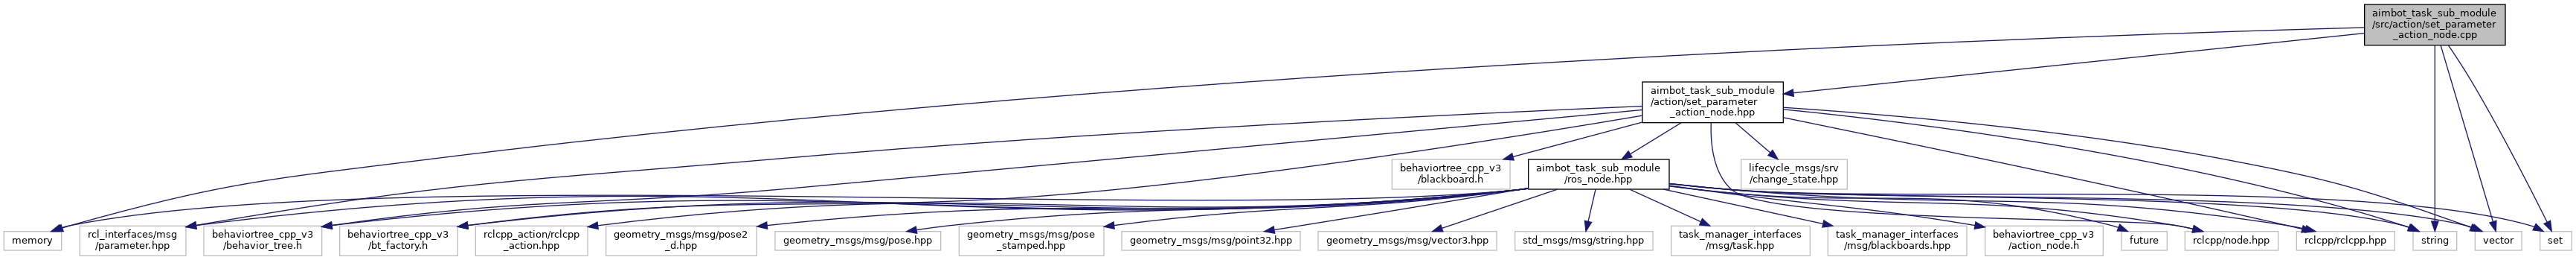 aimbot_task_sub_module
/src/action/set_parameter
_action_node.cpp
aimbot_task_sub_module
/action/set_parameter
_action_node.hpp
behaviortree_cpp_v3
/blackboard.h
aimbot_task_sub_module
/ros_node.hpp
lifecycle_msgs/srv
/change_state.hpp
memory
rcl_interfaces/msg
/parameter.hpp
behaviortree_cpp_v3
/behavior_tree.h
behaviortree_cpp_v3
/bt_factory.h
rclcpp_action/rclcpp
_action.hpp
geometry_msgs/msg/pose2
_d.hpp
geometry_msgs/msg/pose.hpp
geometry_msgs/msg/pose
_stamped.hpp
geometry_msgs/msg/point32.hpp
geometry_msgs/msg/vector3.hpp
std_msgs/msg/string.hpp
task_manager_interfaces
/msg/task.hpp
task_manager_interfaces
/msg/blackboards.hpp
behaviortree_cpp_v3
/action_node.h
future
rclcpp/node.hpp
rclcpp/rclcpp.hpp
string
vector
set